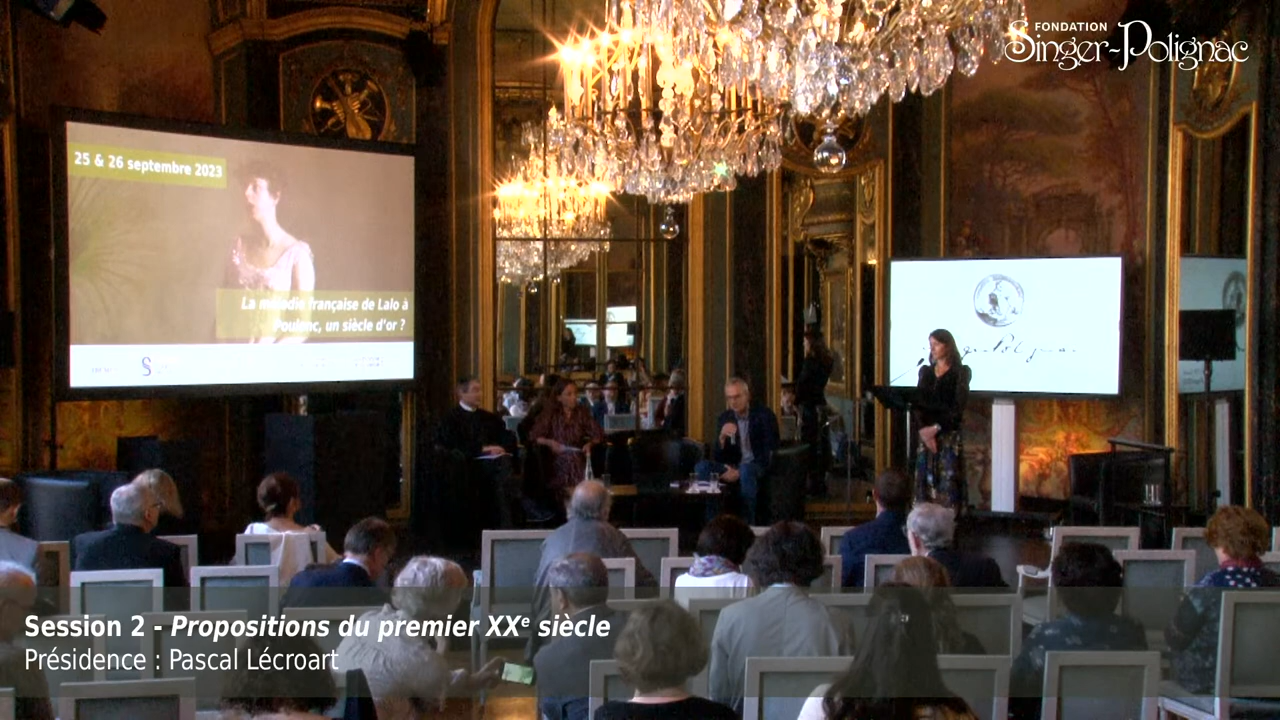 FONDATION
Singer-Polignac
25 & 26 septembre 2023
La mélodie française de Lalo à
Poulenc, un siècle d'or ?
Session 2 - Propositions du premier XXe siècle
Présidence : Pascal Lécroart